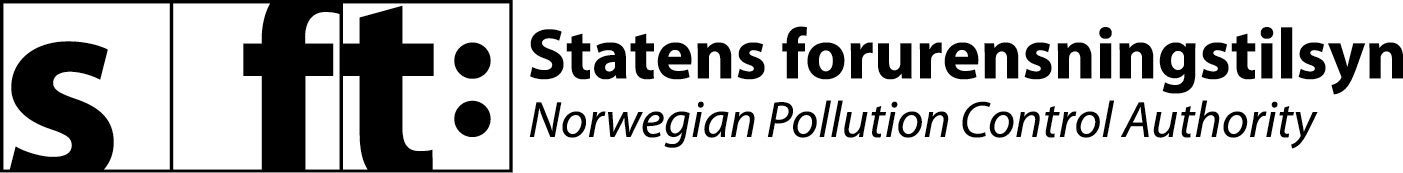 sft:
Statens forurensningstilsyn
Norwegian Pollution Control Authority